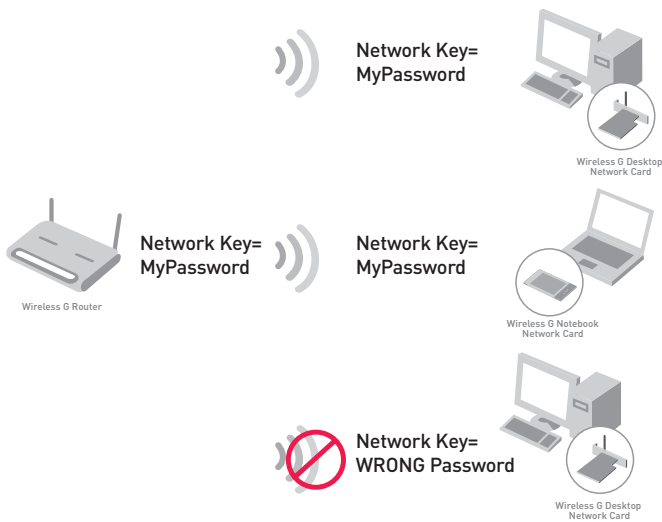 Network Key=
MyPassword
Wireless G Desktop
Network Card
Network Key=
MyPassword
Wireless G Router
Network Key=
MyPassword
Wireless G Notebook
Network Card
Network Key=
WRONG Password
Wireless G Desktop
Network Card